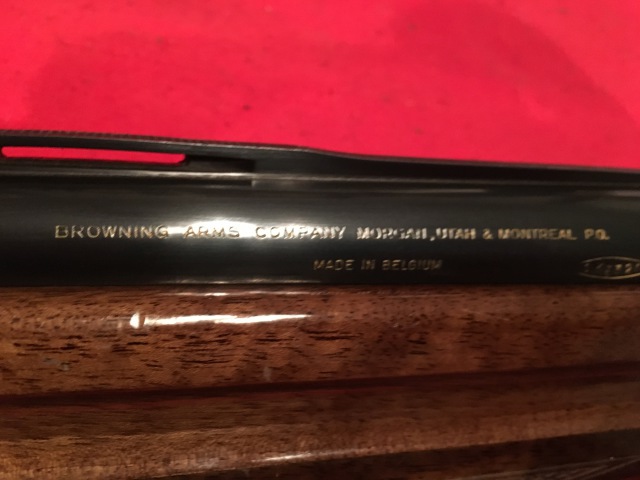 BROWNING ARMS COMPANY MORGAN, UTAH & MONTREAL P.Q.
MADE IN BELGIUM